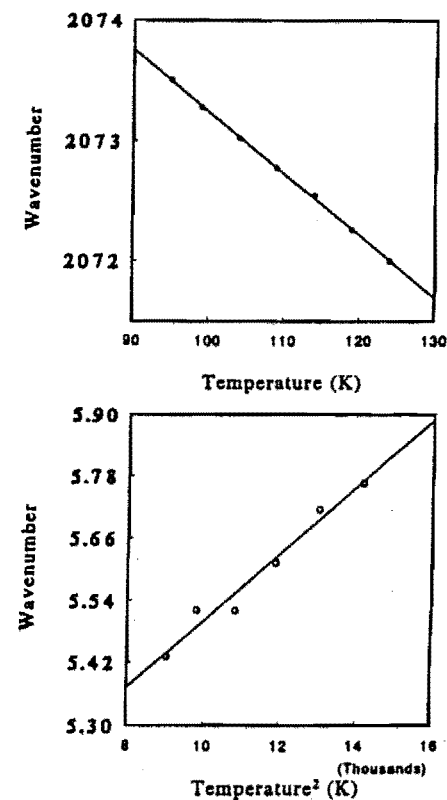 2074
2073
2072
Wavenumber
90 100 110 120 130
Temperature (K)
5.90
5.78
5.66
5.54
5.42
5.30
Wavenumber
8 10 12 14 16
(Thousands)
Temperature² (K)